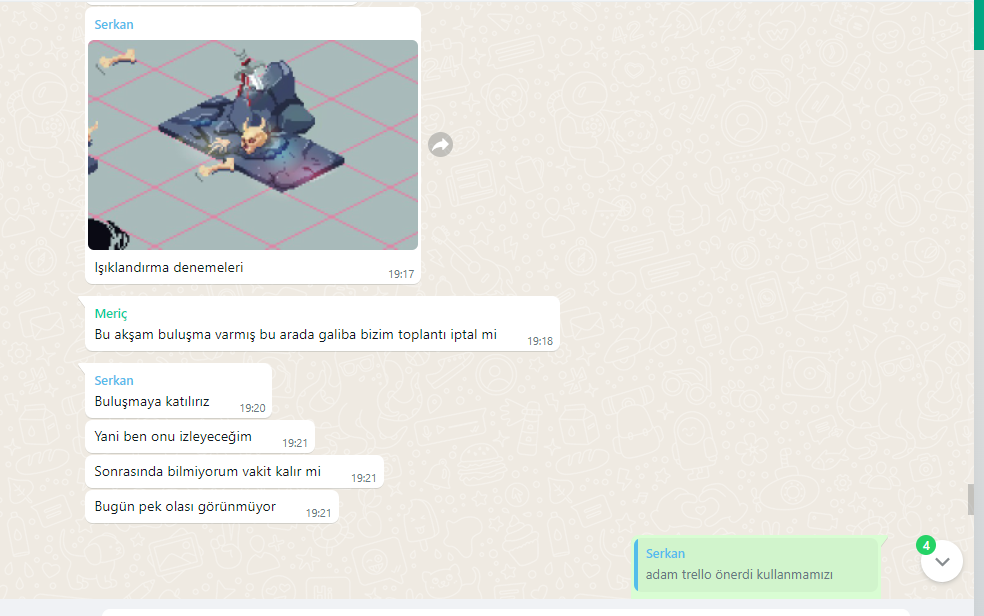 Serkan
Işıklandırma denemeleri
19:17
Meriç
Bu akşam buluşma varmış bu arada galiba bizim toplantı iptal mi
19:18
Serkan
Buluşmaya katılırız
19:20
Yani ben onu izleyeceğim
19:21
Sonrasında bilmiyorum vakit kalır mi
19:21
Bugün pek olası görünmüyor
19:21
Serkan
adam trello önerdi kullanmamızı
4